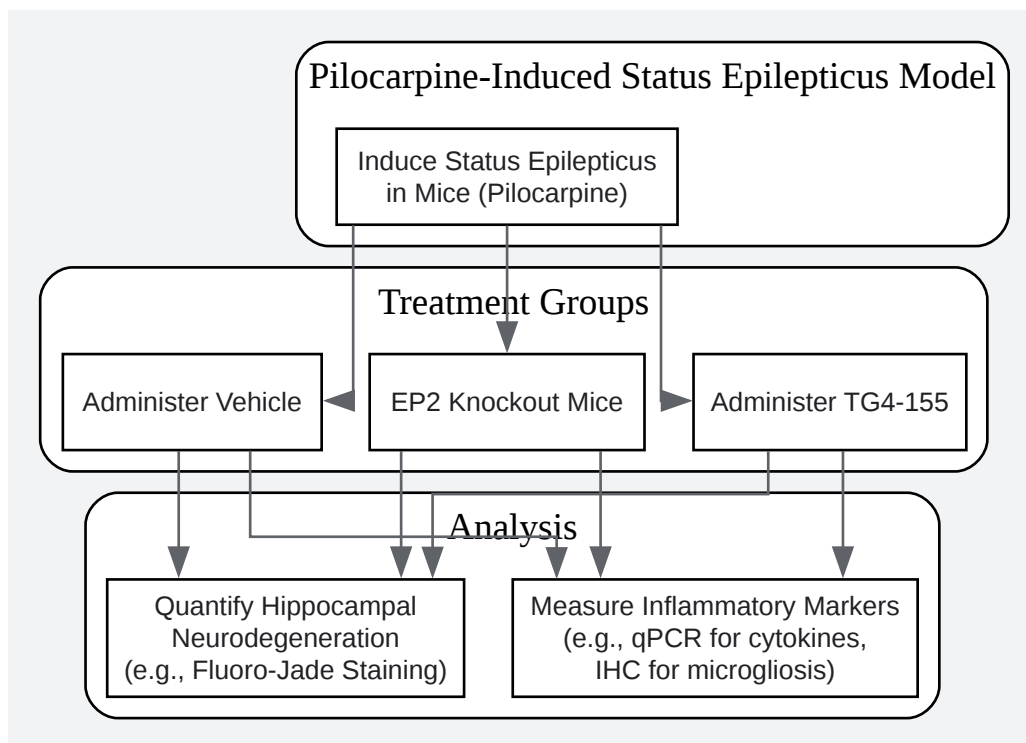 Pilocarpine-Induced Status Epilepticus Model
Induce Status Epilepticus
in Mice (Pilocarpine)
Treatment Groups
Administer Vehicle
EP2 Knockout Mice
Administer TG4-155
Analysis
Quantify Hippocampal
Neurodegeneration
(e.g., Fluoro-Jade Staining)
Measure Inflammatory Markers
(e.g., qPCR for cytokines,
IHC for microgliosis)